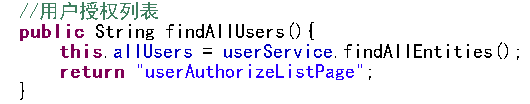 //用户授权列表
public String findAllUsers(){
this.allUsers = userService.findAllEntities();
return "userAuthorizeListPage";
}